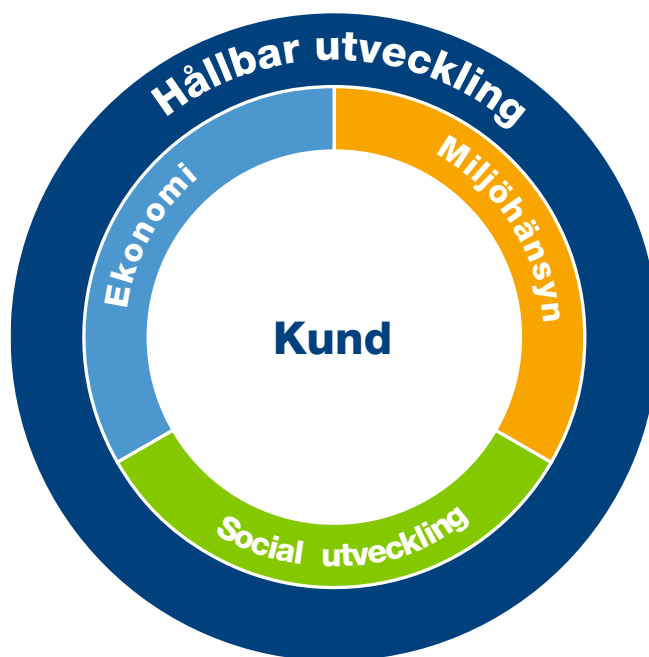 Hållbar utveckling
Ekonomi
Miljöhänsyn
Kund
Social utveckling